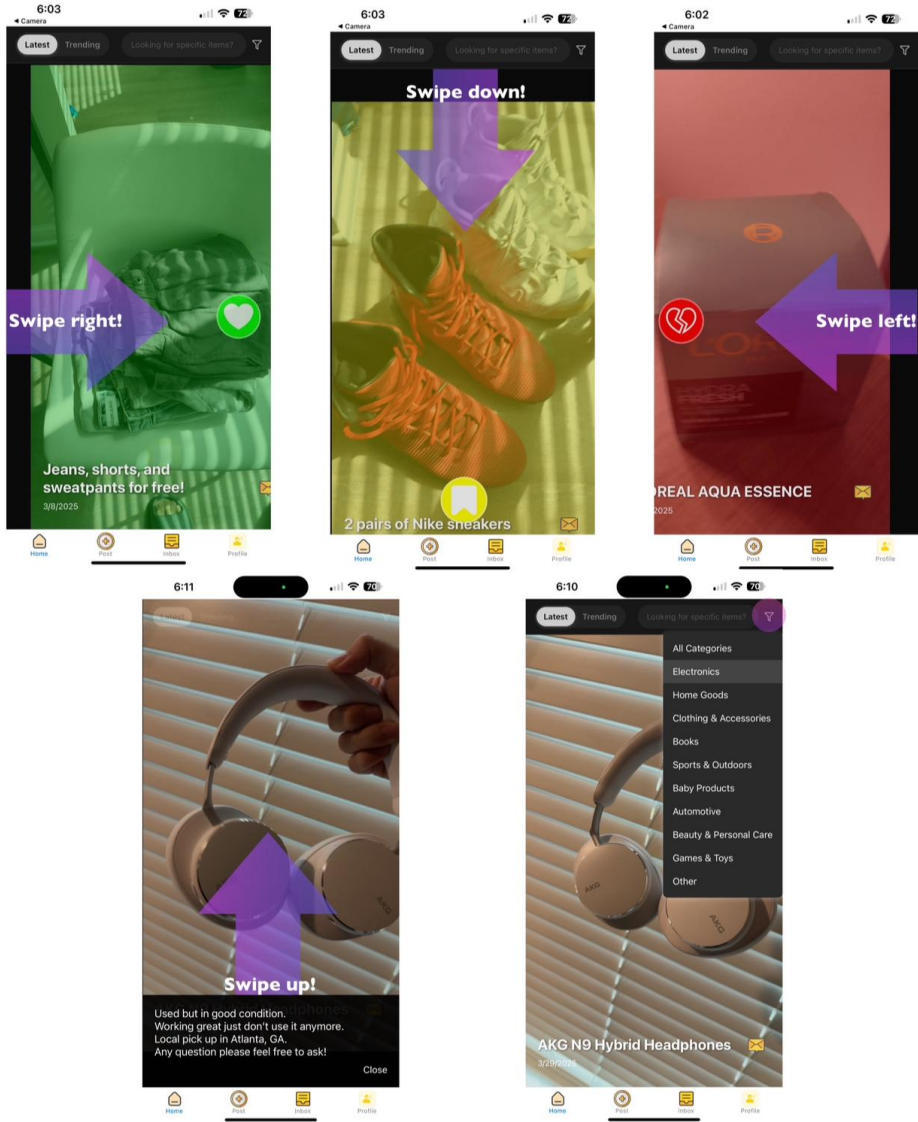 6:03
◀ Camera
72
Latest
Trending
Looking for specific items?
Swipe right!
Jeans, shorts, and
sweatpants for free!
3/8/2025
Home
Post
Inbox
Profile
6:03
◀ Camera
72
Latest
Trending
Looking for specific items?
Swipe down!
2 pairs of Nike sneakers
Home
Post
Inbox
Profile
6:02
◀ Camera
72
Latest
Trending
Looking for specific items?
Swipe left!
L'OR
HYDRA
FRESH
OREAL AQUA ESSENCE
2025
Home
Post
Inbox
Profile
6:11
70
Latest
AKG
Swipe up!
Used but in good condition.
Working great just don't use it anymore.
Local pick up in Atlanta, GA.
Any question please feel free to ask!
Close
Home
Post
Inbox
Profile
6:10
70
Latest
Trending
Looking for specific items?
All Categories
Electronics
Home Goods
Clothing & Accessories
Books
Sports & Outdoors
Baby Products
Automotive
Beauty & Personal Care
Games & Toys
Other
AKG
AKG
AKG N9 Hybrid Headphones
3/29/2025
Home
Post
Inbox
Profile